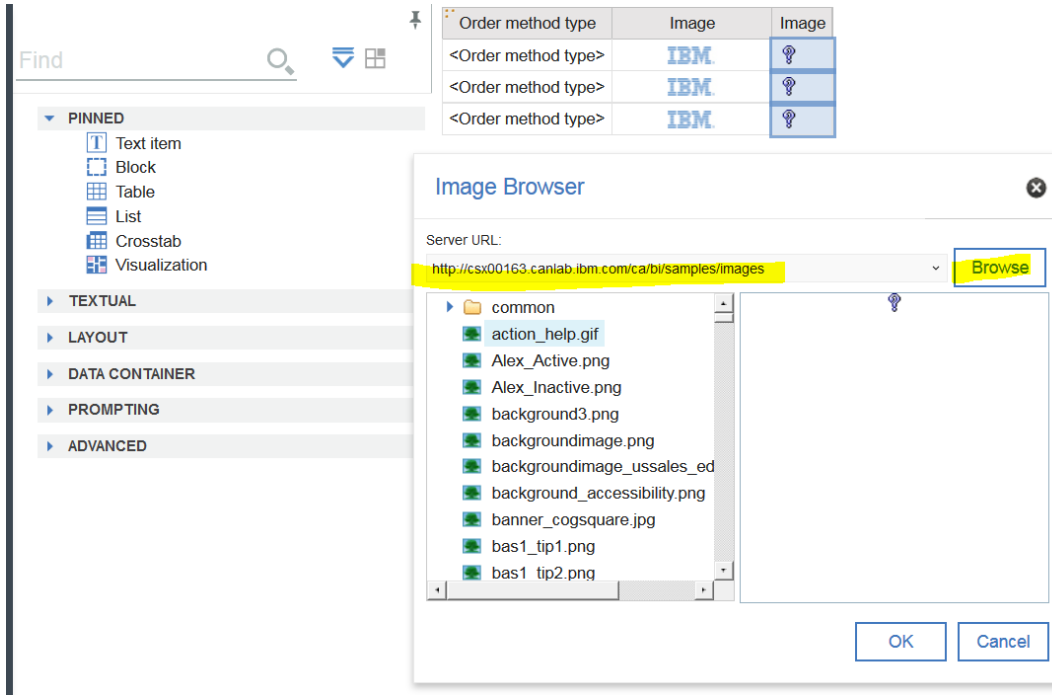 Order method type Image Image
Find
<Order method type> IBM.
<Order method type> IBM.
<Order method type> IBM.
PINNED
T Text item
Block
Table
List
Crosstab
Visualization
TEXTUAL
LAYOUT
DATA CONTAINER
PROMPTING
ADVANCED
Image Browser
Server URL:
http://csx00163.canlab.ibm.com/ca/bi/samples/images Browse
common
action_help.gif
Alex_Active.png
Alex_Inactive.png
background3.png
backgroundimage.png
backgroundimage_ussales_ed
background_accessibility.png
banner_cogsquare.jpg
bas1_tip1.png
bas1_tip2.png
OK Cancel